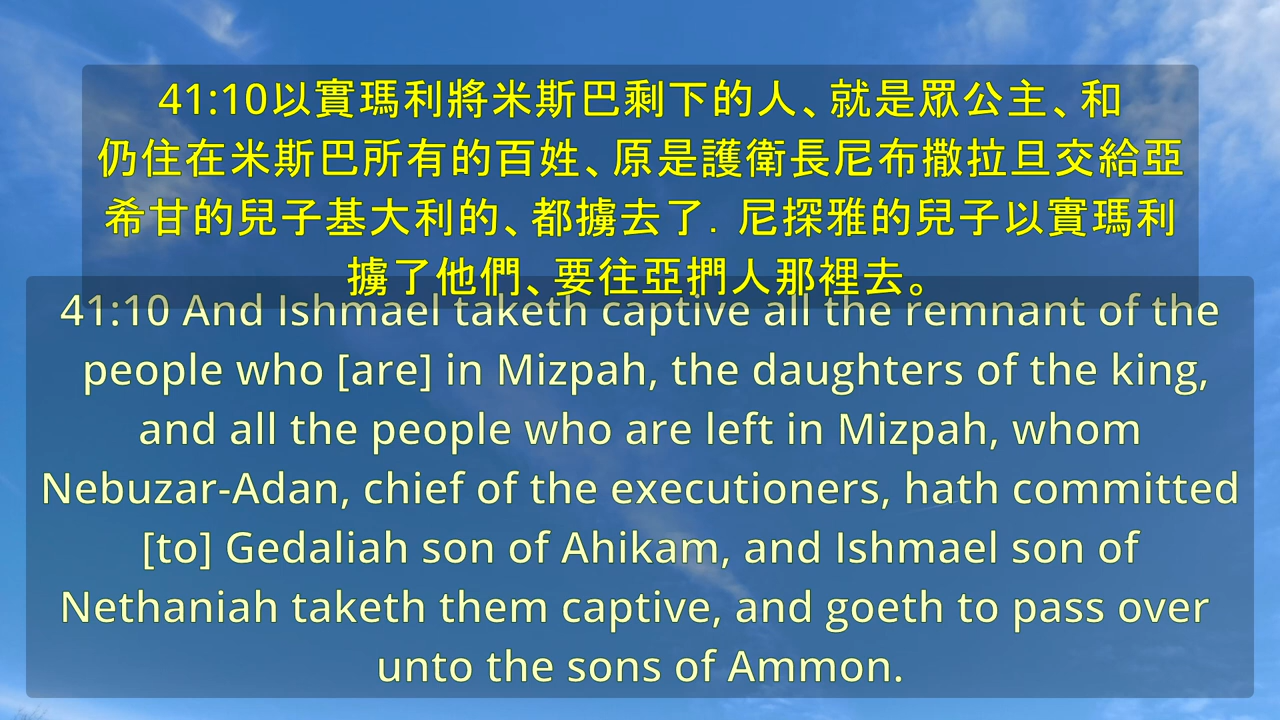 41:10以實瑪利將米斯巴剩下的人、就是眾公主、和
仍住在米斯巴所有的百姓、原是護衛長尼布撒拉旦交給亞
希甘的兒子基大利的、都擄去了．尼探雅的兒子以實瑪利
擄了他們、要往亞捫人那裡去。
41:10 And Ishmael taketh captive all the remnant of the
people who [are] in Mizpah, the daughters of the king,
and all the people who are left in Mizpah, whom
Nebuzar-Adan, chief of the executioners, hath committed
[to] Gedaliah son of Ahikam, and Ishmael son of
Nethaniah taketh them captive, and goeth to pass over
unto the sons of Ammon.